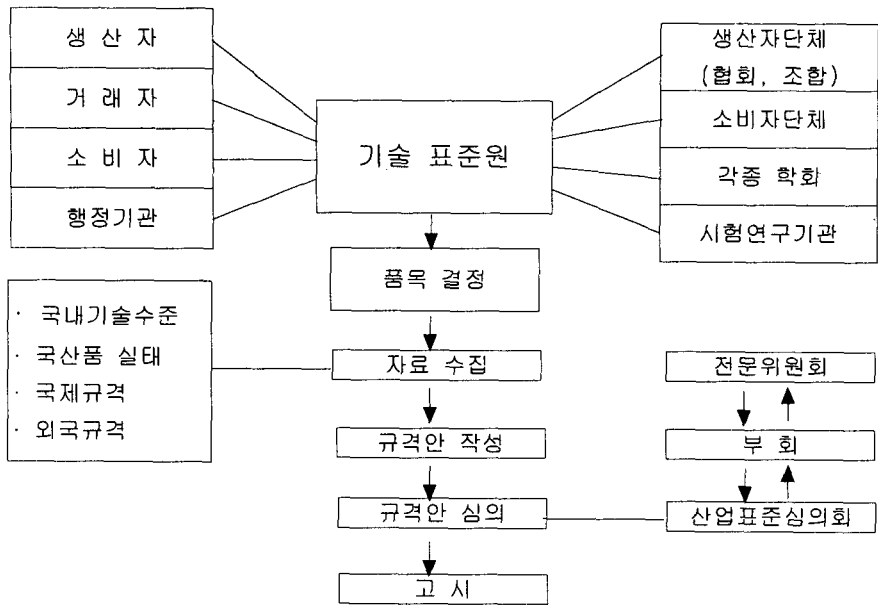 생 산 자
거 래 자
소 비 자
행정기관
기술 표준원
생산자단체
(협회, 조합)
소비자단체
각종 학화
시험연구기관
품목 결정
· 국내기술수준
· 국산품 실태
· 국제규격
· 외국규격
자료 수집
규격안 작성
규격안 심의
고 시
전문위원회
부 회
산업표준심의회